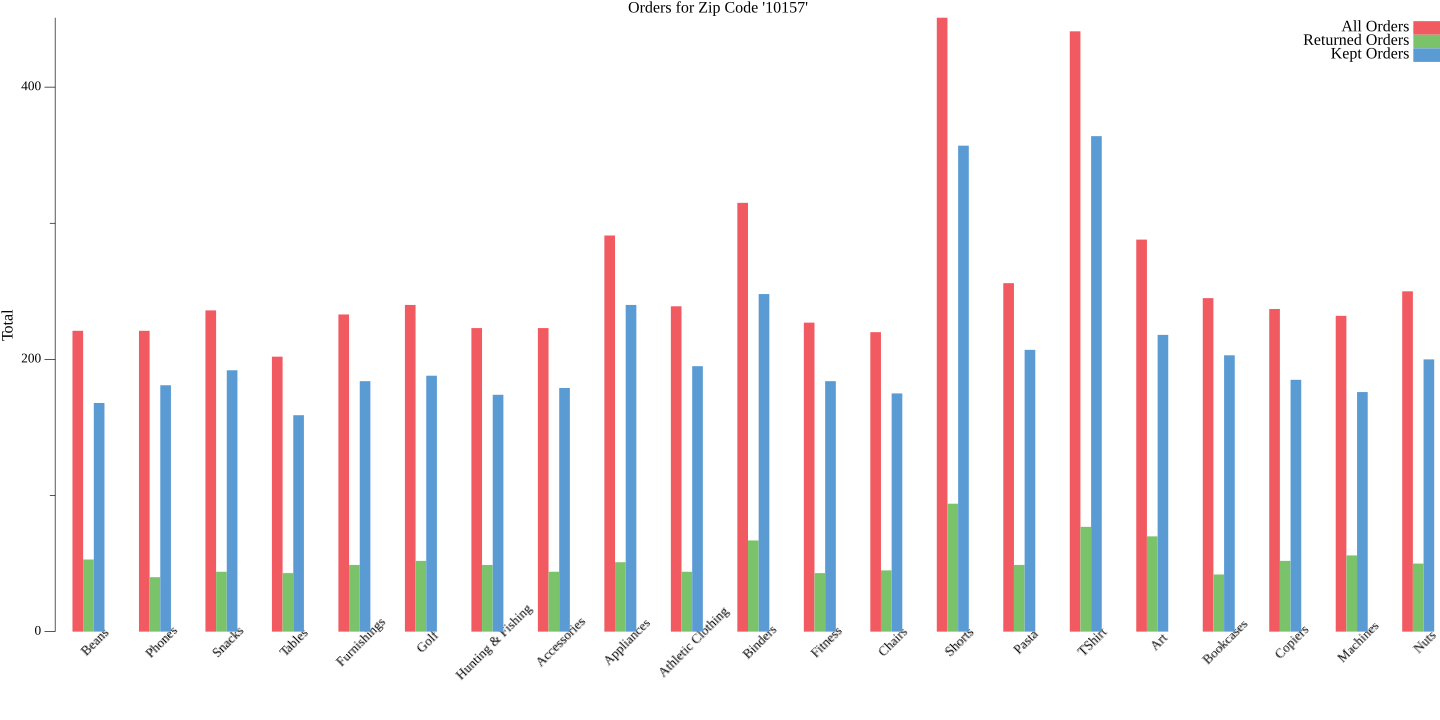 Orders for Zip Code '10157'
All Orders
Returned Orders
Kept Orders
Total
400
200
0
Beans
Phones
Snacks
Tables
Furnishings
Golf
Hunting & Fishing
Accessories
Appliances
Athletic Clothing
Binders
Fitness
Chairs
Shorts
Pasta
TShirt
Art
Bookcases
Copiers
Machines
Nuts